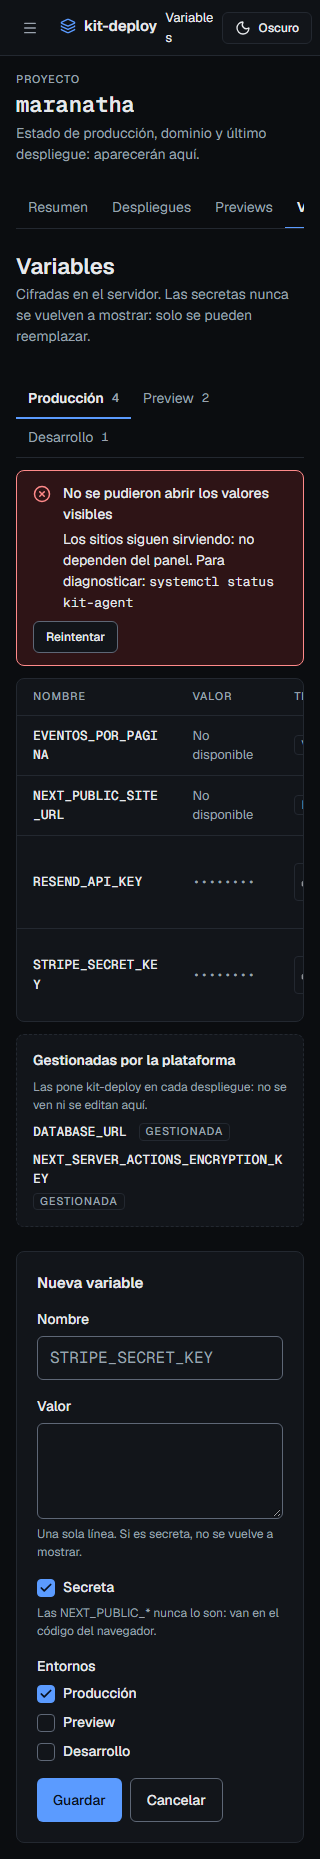 kit-deploy
Variable
s
Oscuro
PROYECTO
maranatha
Estado de producción, dominio y último
despliegue: aparecerán aquí.
Resumen Despliegues Previews V
Variables
Cifradas en el servidor. Las secretas nunca
se vuelven a mostrar: solo se pueden
reemplazar.
Producción 4 Preview 2
Desarrollo 1
No se pudieron abrir los valores
visibles
Los sitios siguen sirviendo: no
dependen del panel. Para
diagnosticar: systemctl status
kit-agent
Reintentar
NOMBRE VALOR
EVENTOS_POR_PAGI
NA
No
disponible
NEXT_PUBLIC_SITE
_URL
No
disponible
RESEND_API_KEY ••••••••
STRIPE_SECRET_KE
Y
••••••••
Gestionadas por la plataforma
Las pone kit-deploy en cada despliegue: no se
ven ni se editan aquí.
DATABASE_URL GESTIONADA
NEXT_SERVER_ACTIONS_ENCRYPTION_K
EY
GESTIONADA
Nueva variable
Nombre
STRIPE_SECRET_KEY
Valor
Una sola línea. Si es secreta, no se vuelve a
mostrar.
Secreta
Las NEXT_PUBLIC_* nunca lo son: van en el
código del navegador.
Entornos
Producción
Preview
Desarrollo
Guardar Cancelar